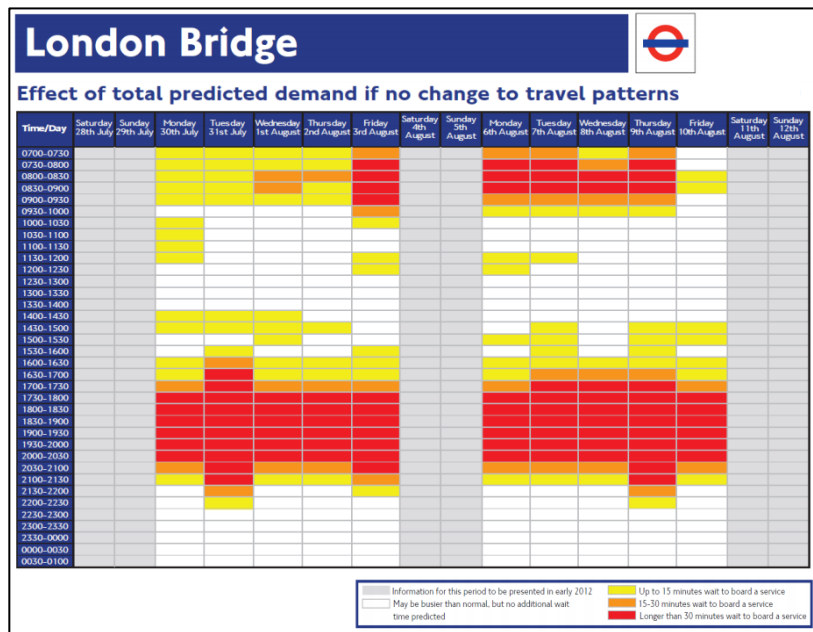 London Bridge
Effect of total predicted demand if no change to travel patterns
Time/Day
Saturday
28th July
Sunday
29th July
Monday
30th July
Tuesday
31st July
Wednesday
1st August
Thursday
2nd August
Friday
3rd August
Saturday
4th
August
Sunday
5th
August
Monday
6th August
Tuesday
7th August
Wednesday
8th August
Thursday
9th August
Friday
10th August
Saturday
11th
August
Sunday
12th
August
0700-0730
0730-0800
0800-0830
0830-0900
0900-0930
0930-1000
1000-1030
1030-1100
1100-1130
1130-1200
1200-1230
1230-1300
1300-1330
1330-1400
1400-1430
1430-1500
1500-1530
1530-1600
1600-1630
1630-1700
1700-1730
1730-1800
1800-1830
1830-1900
1900-1930
1930-2000
2000-2030
2030-2100
2100-2130
2130-2200
2200-2230
2230-2300
2300-2330
2330-0000
0000-0030
0030-0100
Information for this period to be presented in early 2012
May be busier than normal, but no additional wait
time predicted
Up to 15 minutes wait to board a service
15-30 minutes wait to board a service
Longer than 30 minutes wait to board a service